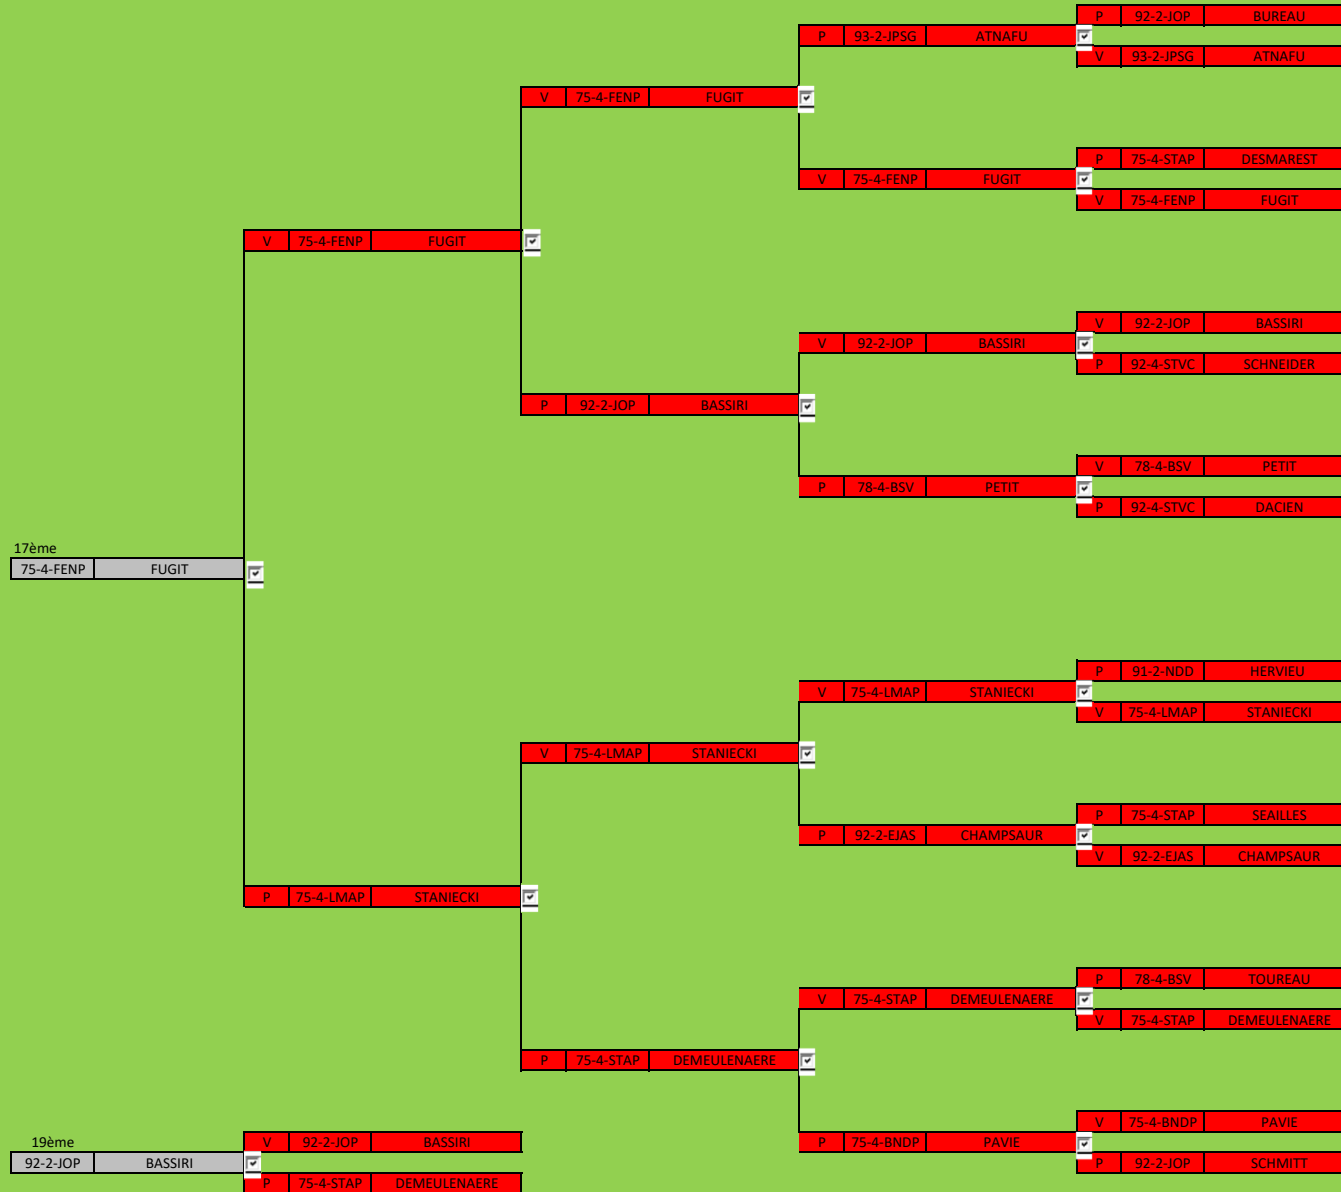 P 92-2-JOP BUREAU
P 93-2-JPSG ATNAFU
V 93-2-JPSG ATNAFU
V 75-4-FENP FUGIT
P 75-4-STAP DESMAREST
V 75-4-FENP FUGIT
V 75-4-FENP FUGIT
V 75-4-FENP FUGIT
V 92-2-JOP BASSIRI
V 92-2-JOP BASSIRI
P 92-4-STVC SCHNEIDER
P 92-2-JOP BASSIRI
V 78-4-BSV PETIT
P 78-4-BSV PETIT
P 92-4-STVC DACIEN
17ème
75-4-FENP FUGIT
P 91-2-NDD HERVIEU
V 75-4-LMAP STANIECKI
V 75-4-LMAP STANIECKI
V 75-4-LMAP STANIECKI
P 75-4-STAP SEAILLES
P 92-2-EJAS CHAMPSAUR
V 92-2-EJAS CHAMPSAUR
P 75-4-LMAP STANIECKI
P 78-4-BSV TOUREAU
V 75-4-STAP DEMEULENAERE
V 75-4-STAP DEMEULENAERE
P 75-4-STAP DEMEULENAERE
V 75-4-BNDP PAVIE
19ème
V 92-2-JOP BASSIRI
P 75-4-BNDP PAVIE
92-2-JOP BASSIRI
P 92-2-JOP SCHMITT
P 75-4-STAP DEMEULENAERE